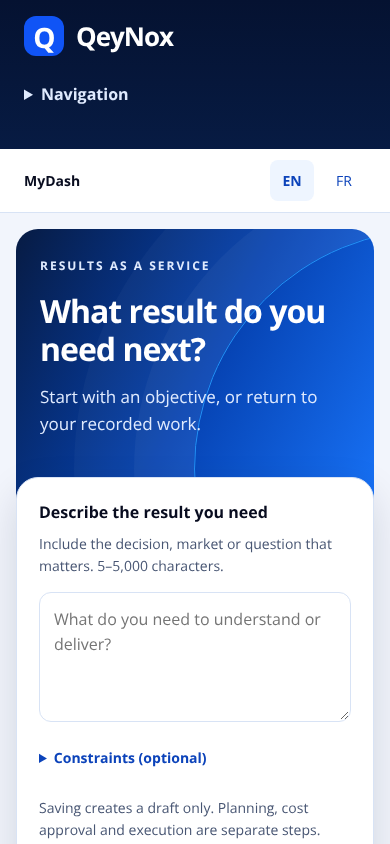 Q QeyNox
Navigation
MyDash
EN FR
RESULTS AS A SERVICE
What result do you
need next?
Start with an objective, or return to
your recorded work.
Describe the result you need
Include the decision, market or question that
matters. 5–5,000 characters.
What do you need to understand or
deliver?
Constraints (optional)
Saving creates a draft only. Planning, cost
approval and execution are separate steps.